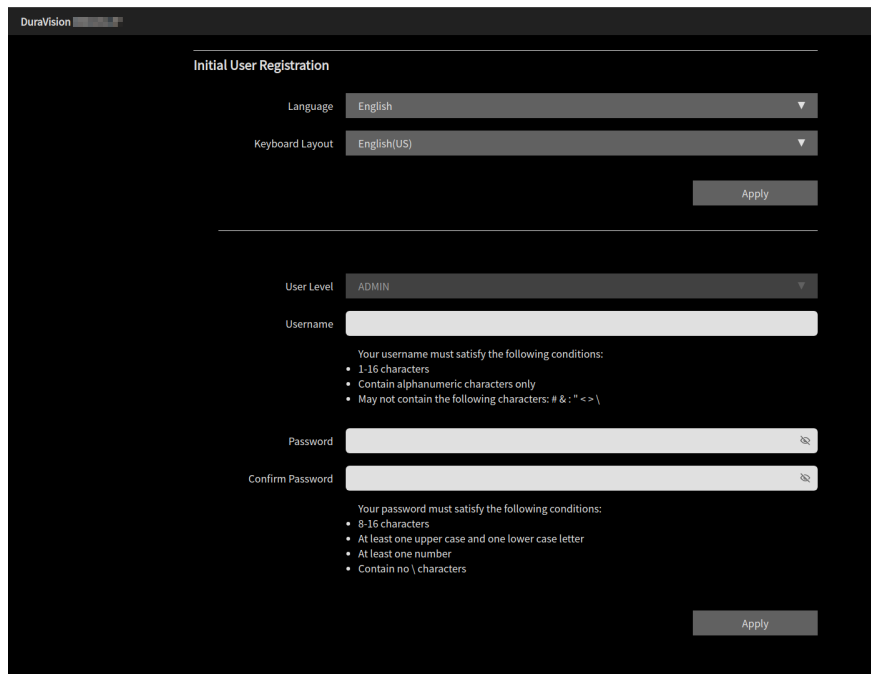 DuraVision
Initial User Registration
Language English
Keyboard Layout English(US)
Apply
User Level ADMIN
Username
Your username must satisfy the following conditions:
• 1-16 characters
• Contain alphanumeric characters only
• May not contain the following characters: # & : " < > \
Password
Confirm Password
Your password must satisfy the following conditions:
• 8-16 characters
• At least one upper case and one lower case letter
• At least one number
• Contain no \ characters
Apply